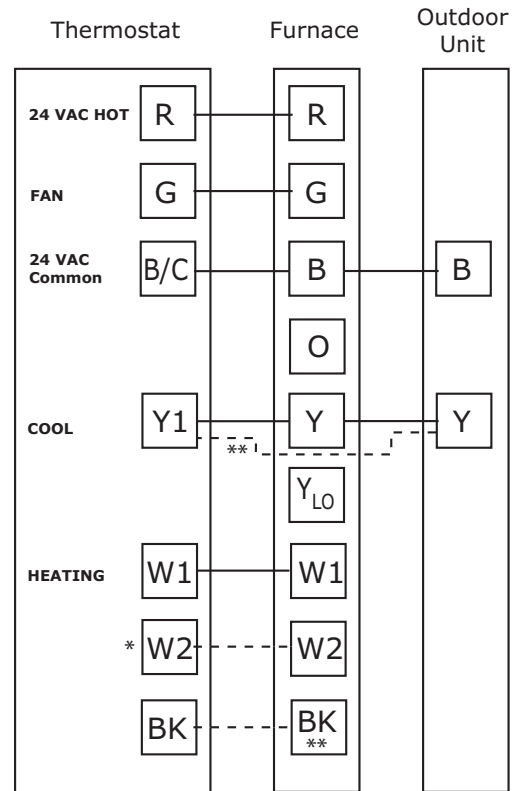 Thermostat Furnace Outdoor
Unit
24 VAC HOT R R
FAN G G
24 VAC
Common B/C B B
O
COOL Y1 Y Y
**
YLO
HEATING W1 W1
* W2 W2
BK BK
**